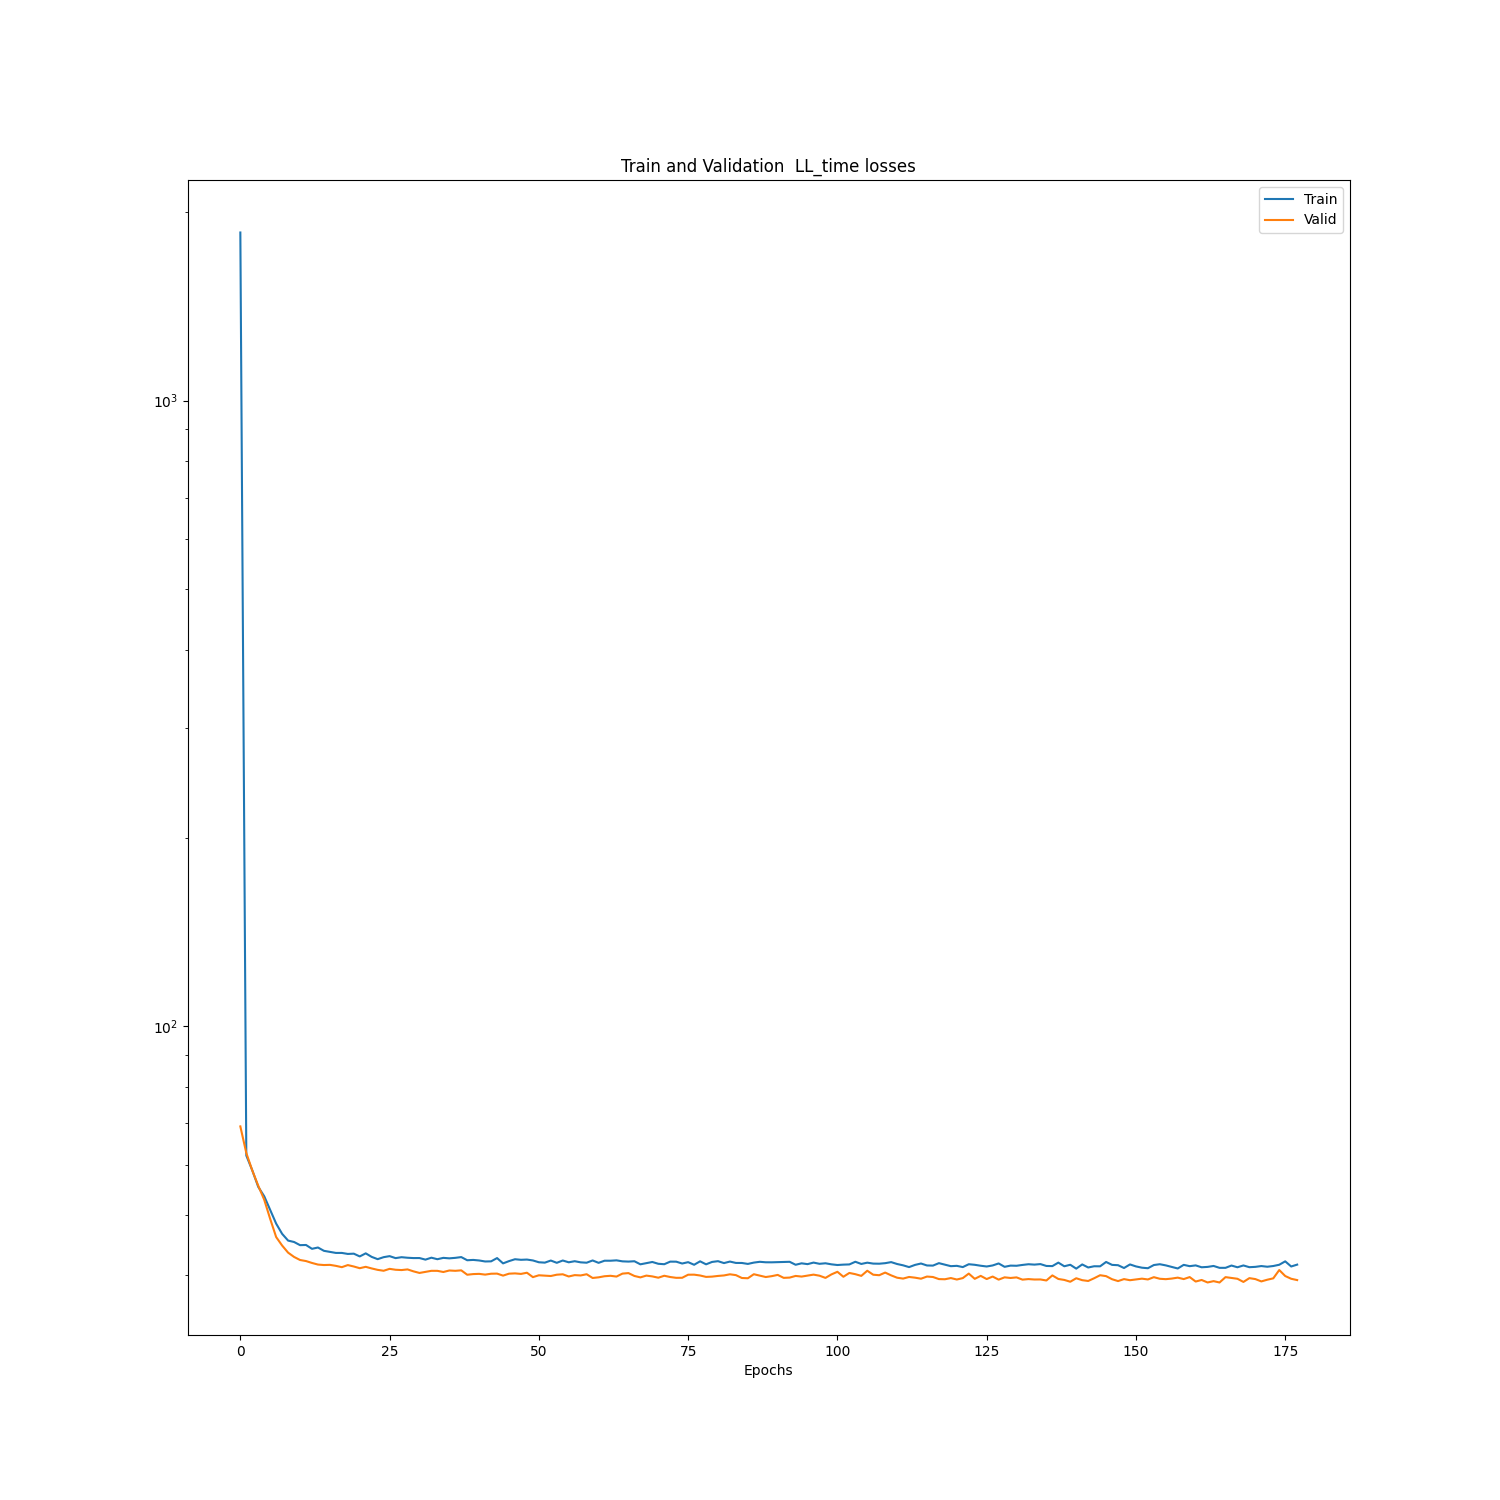 Train and Validation  LL_time losses
Train
Valid
10³
10²
0 25 50 75 100 125 150 175
Epochs